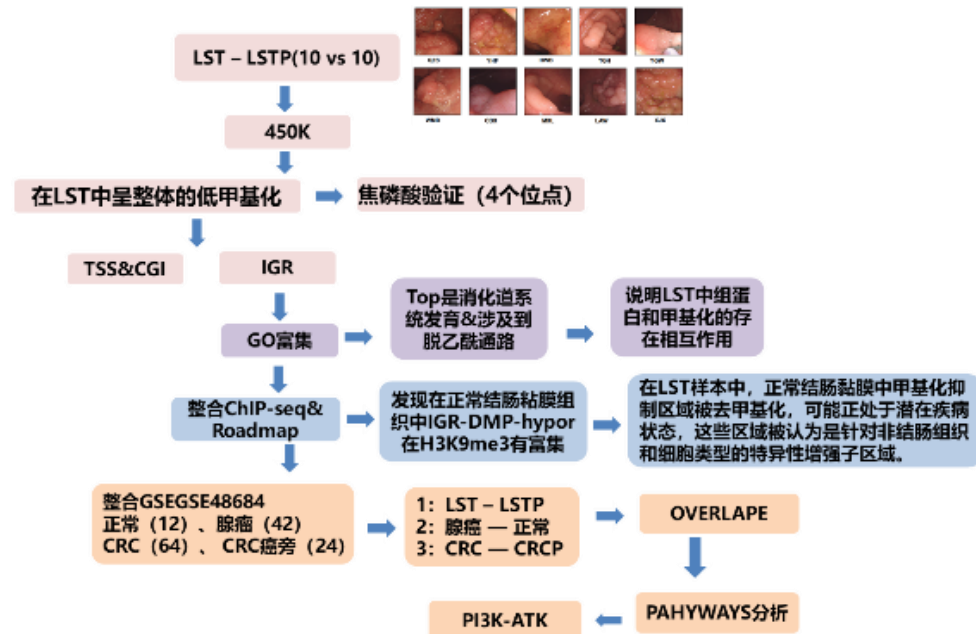 LST – LSTP(10 vs 10)
450K
在LST中呈整体的低甲基化
焦磷酸验证（4个位点）
TSS&CGI
IGR
GO富集
Top是消化道系
统发育&涉及到
脱乙酰通路
说明LST中组蛋
白和甲基化的存
在相互作用
整合ChIP-seq&
Roadmap
发现在正常结肠粘膜组
织中IGR-DMP-hypor
在H3K9me3有富集
在LST样本中，正常结肠黏膜中甲基化抑
制区域被去甲基化，可能正处于潜在疾病
状态，这些区域被认为是针对非结肠组织
和细胞类型的特异性增强子区域。
整合GSEGSE48684
正常（12）、腺瘤（42）
CRC（64）、 CRC癌旁（24）
1： LST – LSTP
2： 腺癌 — 正常
3： CRC — CRCP
OVERLAPE
PAHYWAYS分析
PI3K-ATK